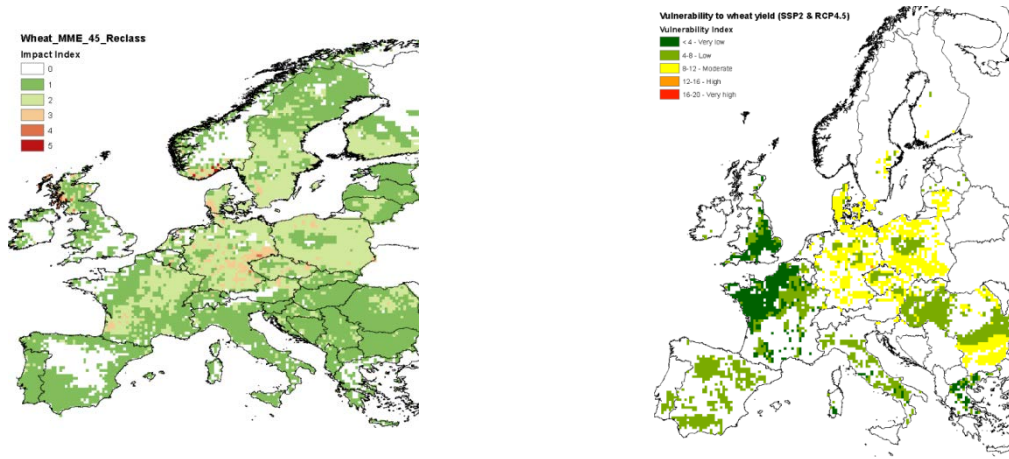 Wheat_MME_45_Reclass
Impact Index
0
1
2
3
4
5
Vulnerability to wheat yield (SSP2 & RCP4.5)
Vulnerability Index
< 4 - Very low
4-8 - Low
8-12 - Moderate
12-16 - High
16-20 - Very high